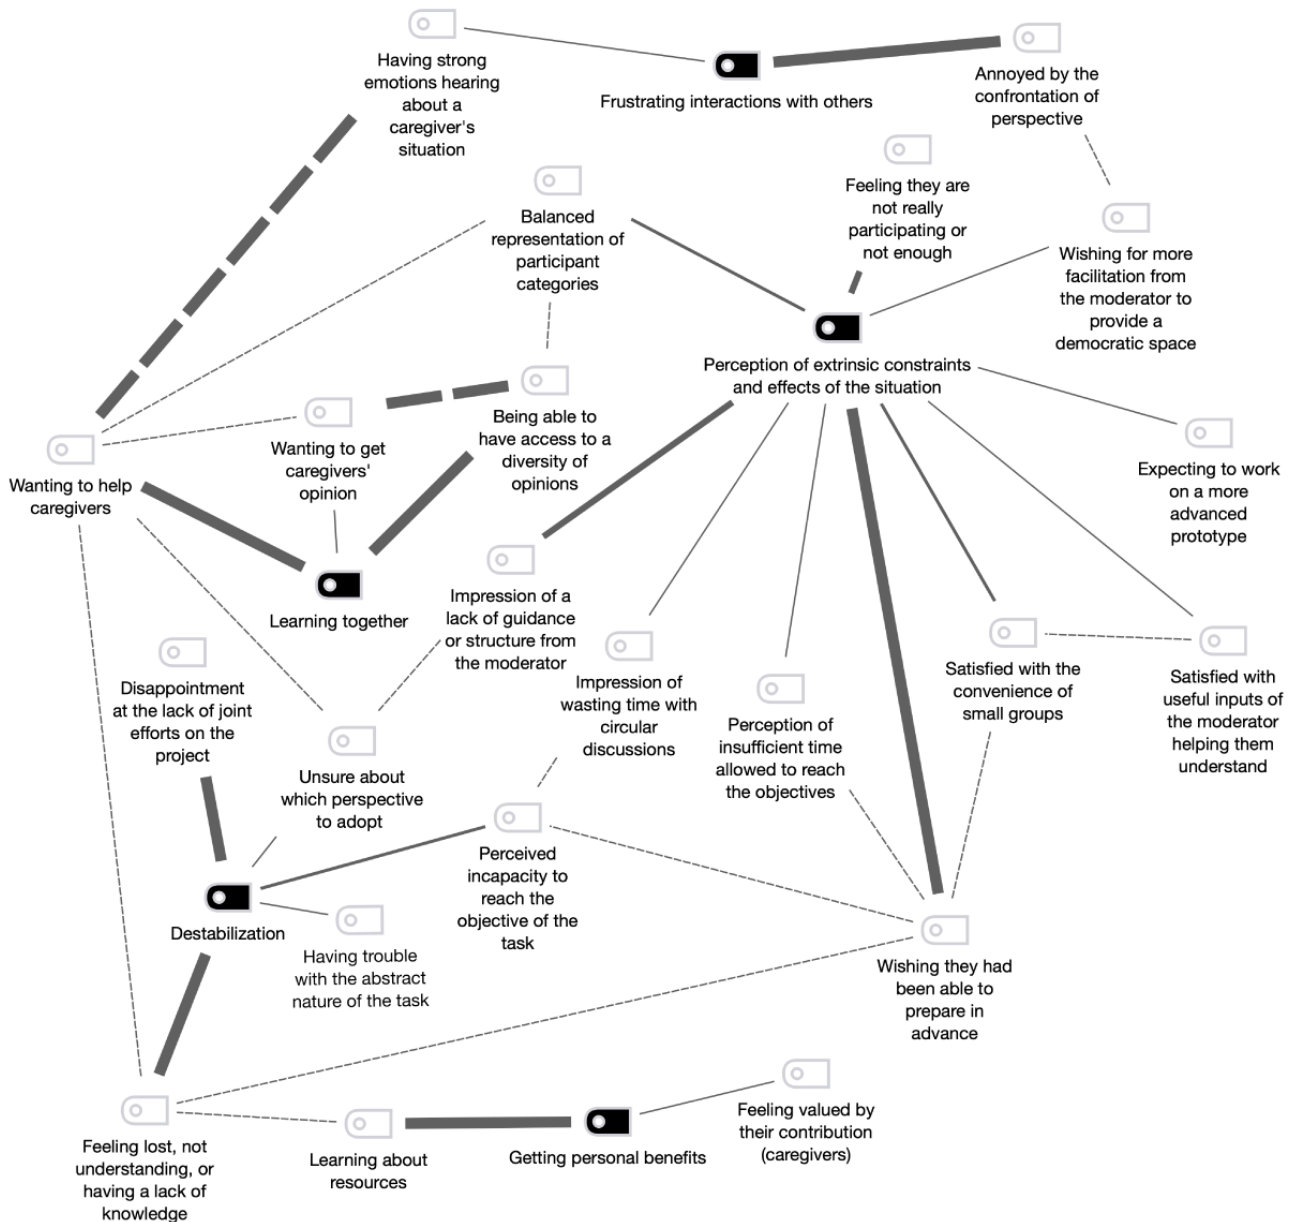 Having strong
emotions hearing
about a
caregiver's
situation
Frustrating interactions with others
Annoyed by the
confrontation of
perspective
Feeling they are
not really
participating or
not enough
Balanced
representation of
participant
categories
Wishing for more
facilitation from
the moderator to
provide a
democratic space
Perception of extrinsic constraints
and effects of the situation
Being able to
have access to a
diversity of
opinions
Wanting to get
caregivers'
opinion
Wanting to help
caregivers
Expecting to work
on a more
advanced
prototype
Learning together
Impression of a
lack of guidance
or structure from
the moderator
Impression of
wasting time with
circular
discussions
Satisfied with the
convenience of
small groups
Satisfied with
useful inputs of
the moderator
helping them
understand
Disappointment
at the lack of joint
efforts on the
project
Perception of
insufficient time
allowed to reach
the objectives
Unsure about
which perspective
to adopt
Perceived
incapacity to
reach the
objective of the
task
Destabilization
Having trouble
with the abstract
nature of the task
Wishing they had
been able to
prepare in
advance
Feeling lost, not
understanding, or
having a lack of
knowledge
Learning about
resources
Getting personal benefits
Feeling valued by
their contribution
(caregivers)